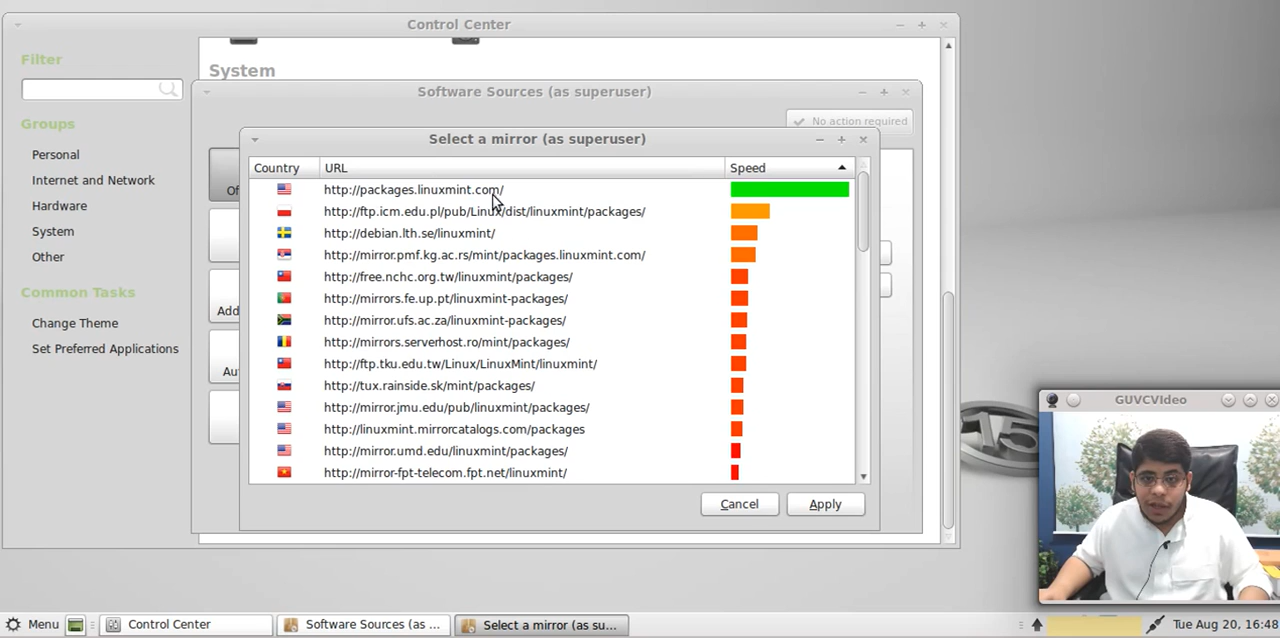 Control Center
Filter
Groups
Personal
Internet and Network
Hardware
System
Other
Common Tasks
Change Theme
Set Preferred Applications
System
Software Sources (as superuser)
No action required
Of
Add
Au
Select a mirror (as superuser)
Country URL Speed
http://packages.linuxmint.com/
http://ftp.icm.edu.pl/pub/Linux/dist/linuxmint/packages/
http://debian.lth.se/linuxmint/
http://mirror.pmf.kg.ac.rs/mint/packages.linuxmint.com/
http://free.nchc.org.tw/linuxmint/packages/
http://mirrors.fe.up.pt/linuxmint-packages/
http://mirror.ufs.ac.za/linuxmint-packages/
http://mirrors.serverhost.ro/mint/packages/
http://ftp.tku.edu.tw/Linux/LinuxMint/linuxmint/
http://tux.rainside.sk/mint/packages/
http://mirror.jmu.edu/pub/linuxmint/packages/
http://linuxmint.mirrorcatalogs.com/packages
http://mirror.umd.edu/linuxmint/packages/
http://mirror-fpt-telecom.fpt.net/linuxmint/
Cancel Apply
15
GUVCVideo
Menu Control Center Software Sources (as ... Select a mirror (as su... Tue Aug 20, 16:48